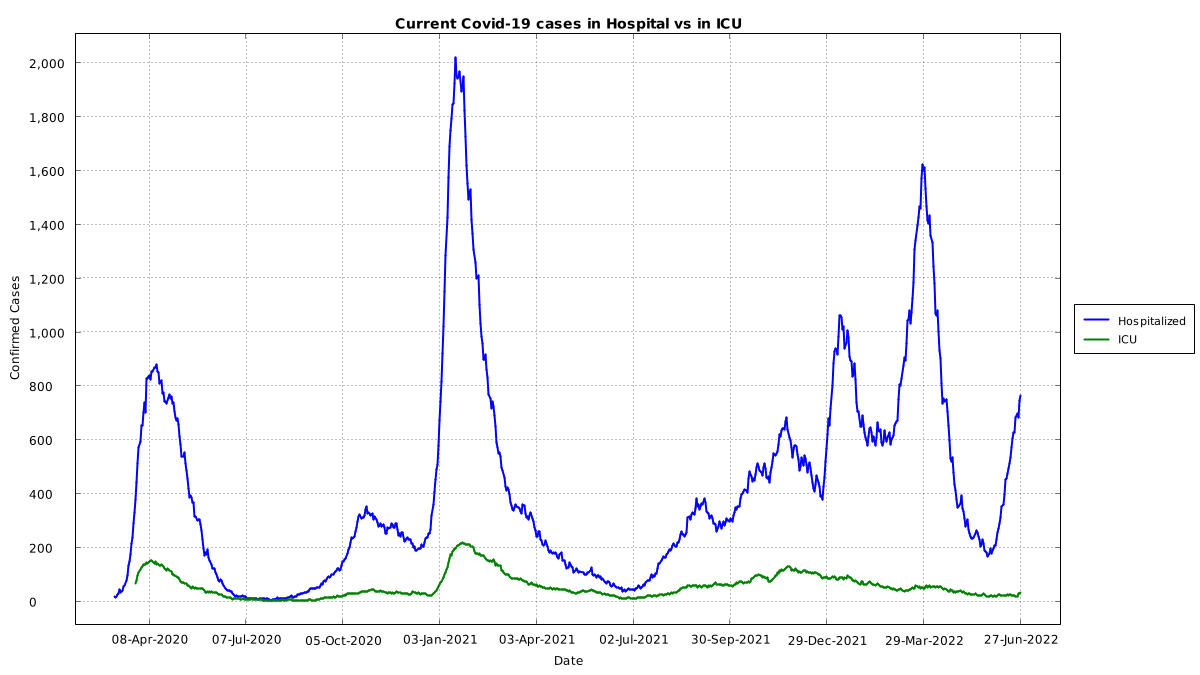 Current Covid-19 cases in Hospital vs in ICU
Confirmed Cases
2,000
1,800
1,600
1,400
1,200
1,000
800
600
400
200
0
08-Apr-2020 07-Jul-2020 05-Oct-2020 03-Jan-2021 03-Apr-2021 02-Jul-2021 30-Sep-2021 29-Dec-2021 29-Mar-2022 27-Jun-2022
Date
Hospitalized
ICU